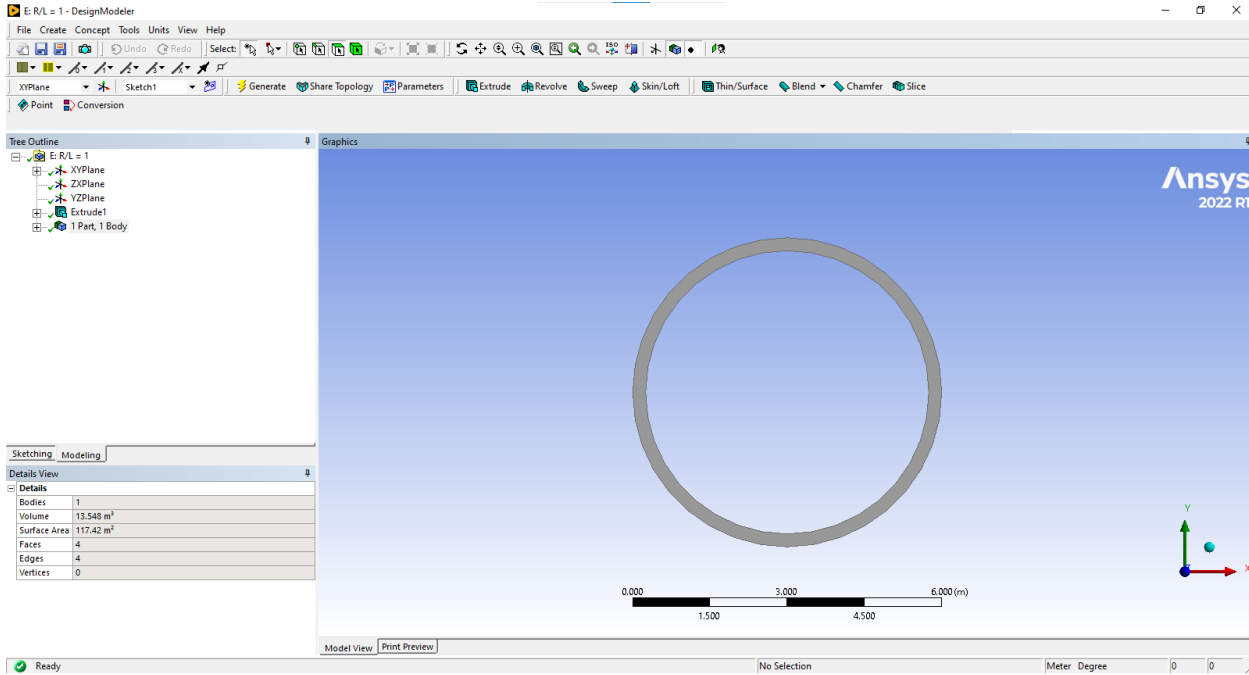 E: R/L = 1 - DesignModeler
File Create Concept Tools Units View Help
Undo Redo Select:
XYPlane Sketch1 Generate Share Topology Parameters Extrude Revolve Sweep Skin/Loft Thin/Surface Blend Chamfer Slice
Point Conversion
Tree Outline
E: R/L = 1
XYPlane
ZXPlane
YZPlane
Extrude1
1 Part, 1 Body
Sketching Modeling
Details View
Details
Bodies 1
Volume 13.548 m³
Surface Area 117.42 m²
Faces 4
Edges 4
Vertices 0
Graphics
Ansys
2022 R1
Y
X
0.000 3.000 6.000 (m)
1.500 4.500
Model View Print Preview
Ready No Selection Meter Degree 0 0